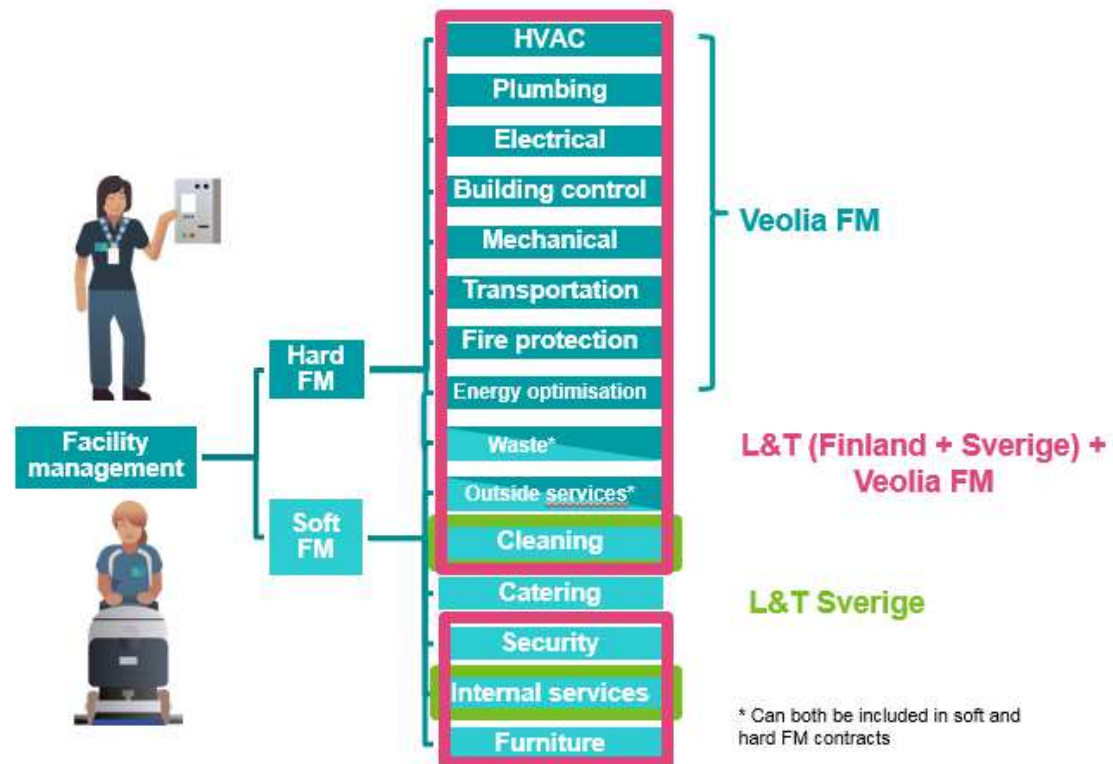 HVAC
Plumbing
Electrical
Building control
Mechanical
Transportation
Fire protection
Energy optimisation
Waste*
Outside services*
Cleaning
Catering
Security
Internal services
Furniture
Hard
FM
Facility
management
Soft
FM
Veolia FM
L&T (Finland + Sverige) +
Veolia FM
L&T Sverige
* Can both be included in soft and
hard FM contracts